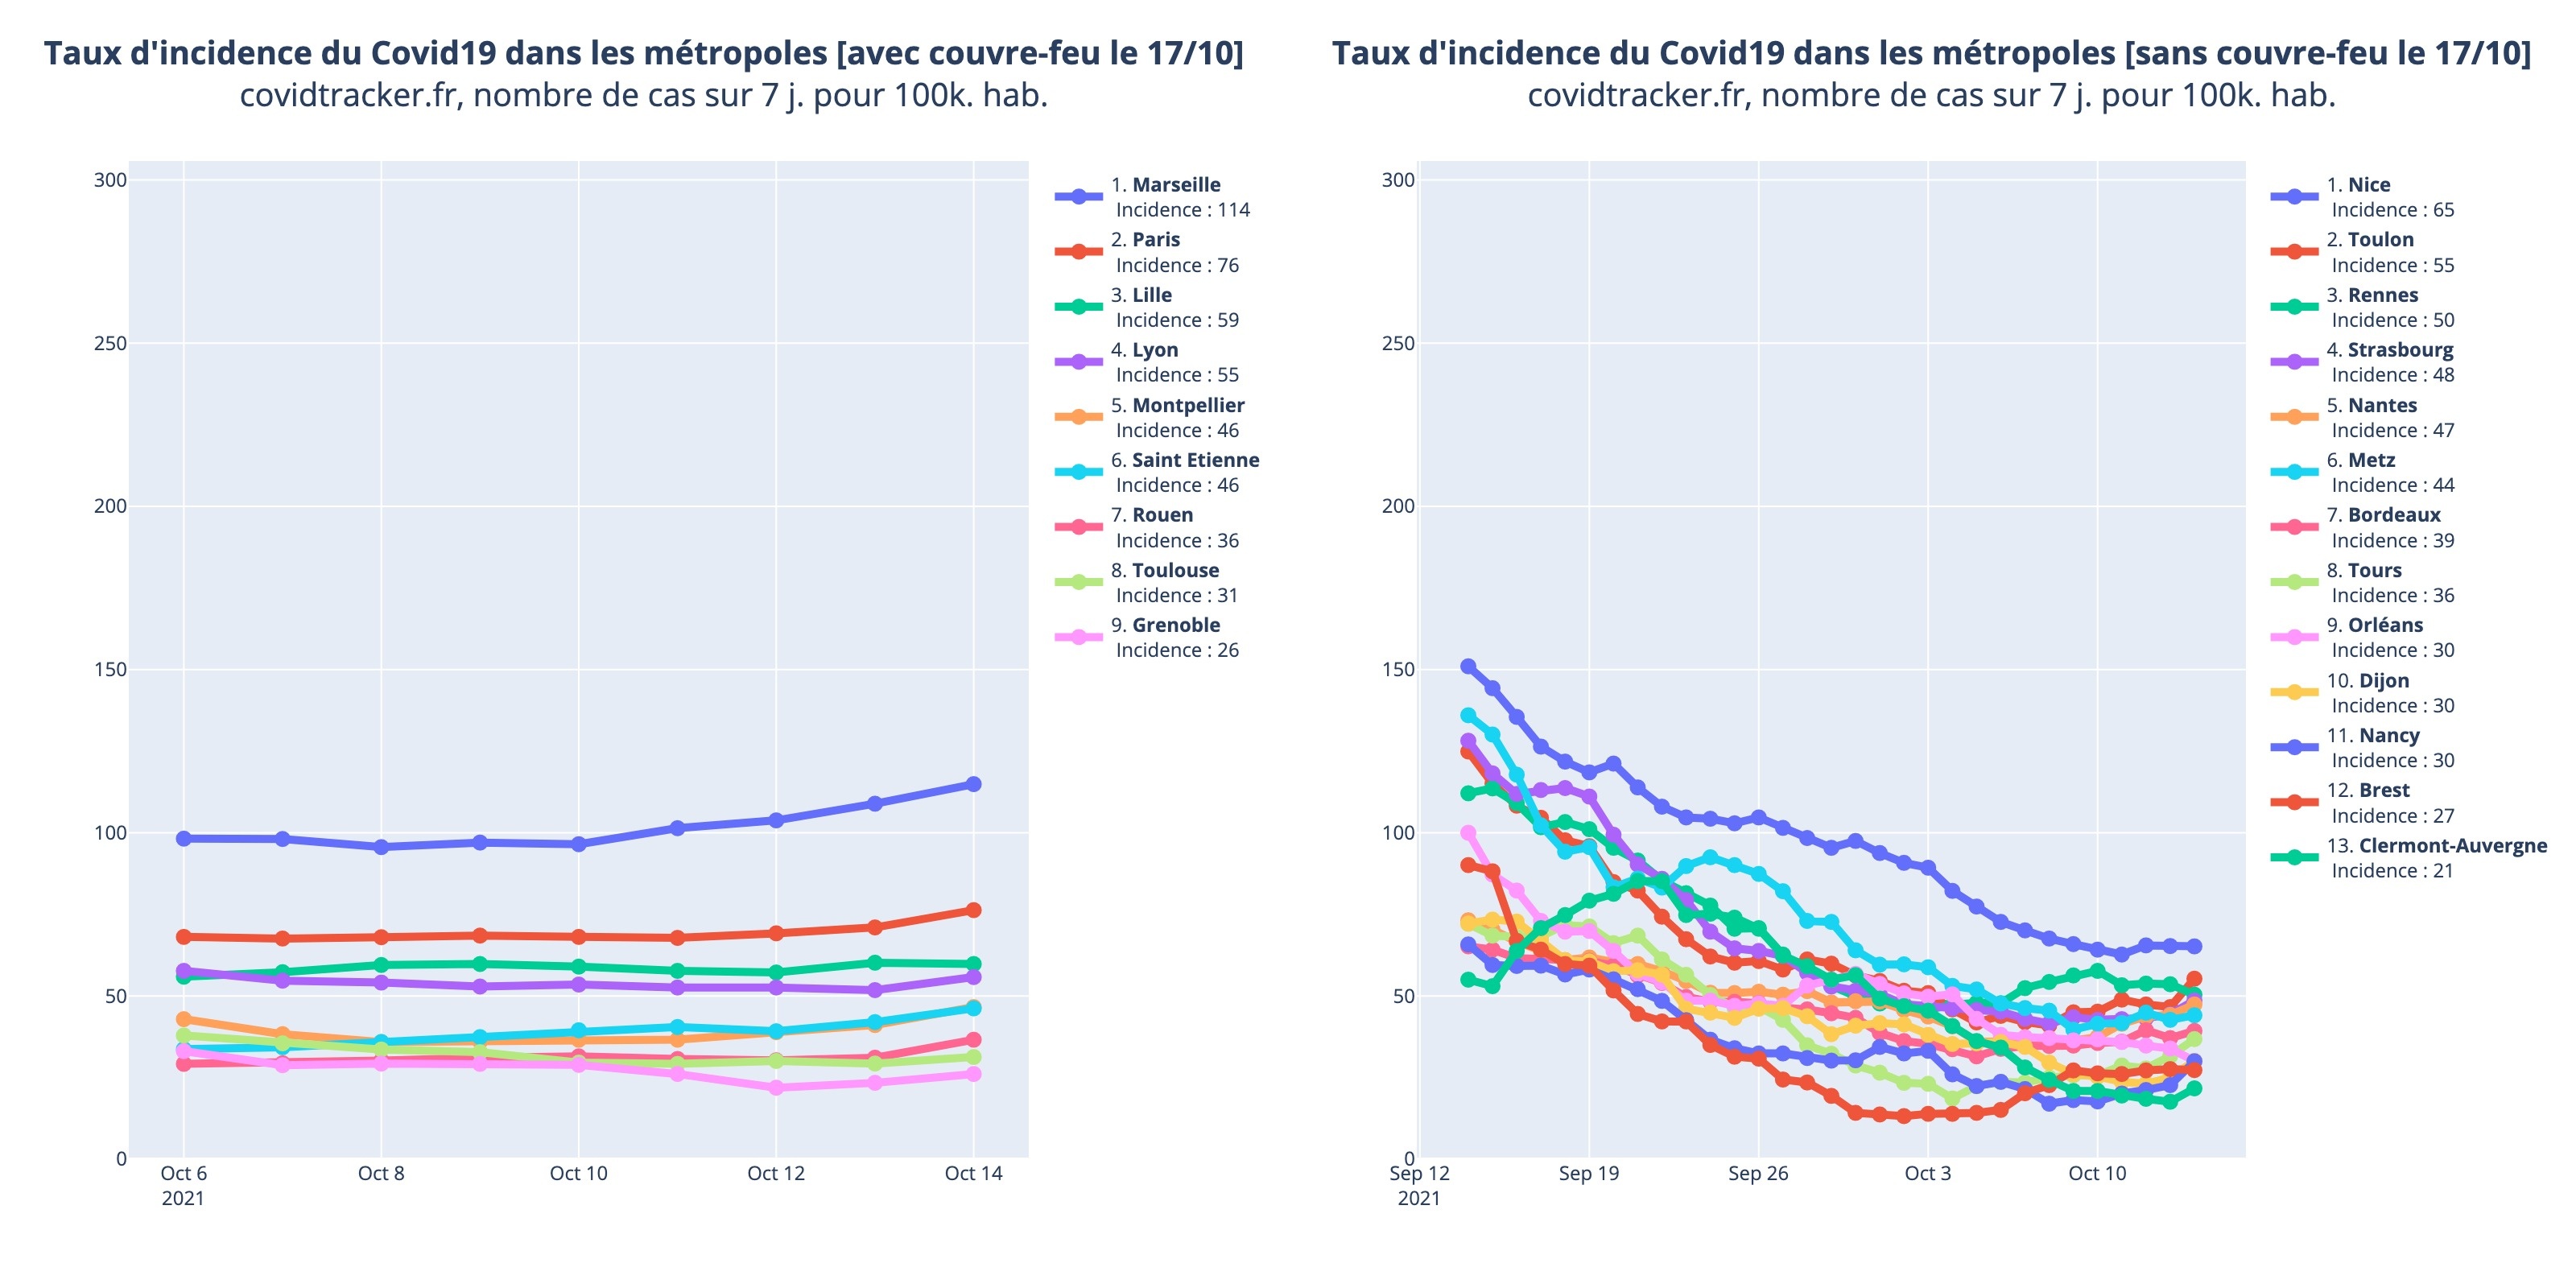 Taux d'incidence du Covid19 dans les métropoles [avec couvre-feu le 17/10]
covidtracker.fr, nombre de cas sur 7 j. pour 100k. hab.
300
250
200
150
100
50
0
Oct 6
2021
Oct 8
Oct 10
Oct 12
Oct 14
1. Marseille
Incidence : 114
2. Paris
Incidence : 76
3. Lille
Incidence : 59
4. Lyon
Incidence : 55
5. Montpellier
Incidence : 46
6. Saint Etienne
Incidence : 46
7. Rouen
Incidence : 36
8. Toulouse
Incidence : 31
9. Grenoble
Incidence : 26
Taux d'incidence du Covid19 dans les métropoles [sans couvre-feu le 17/10]
covidtracker.fr, nombre de cas sur 7 j. pour 100k. hab.
300
250
200
150
100
50
0
Sep 12
2021
Sep 19
Sep 26
Oct 3
Oct 10
1. Nice
Incidence : 65
2. Toulon
Incidence : 55
3. Rennes
Incidence : 50
4. Strasbourg
Incidence : 48
5. Nantes
Incidence : 47
6. Metz
Incidence : 44
7. Bordeaux
Incidence : 39
8. Tours
Incidence : 36
9. Orléans
Incidence : 30
10. Dijon
Incidence : 30
11. Nancy
Incidence : 30
12. Brest
Incidence : 27
13. Clermont-Auvergne
Incidence : 21